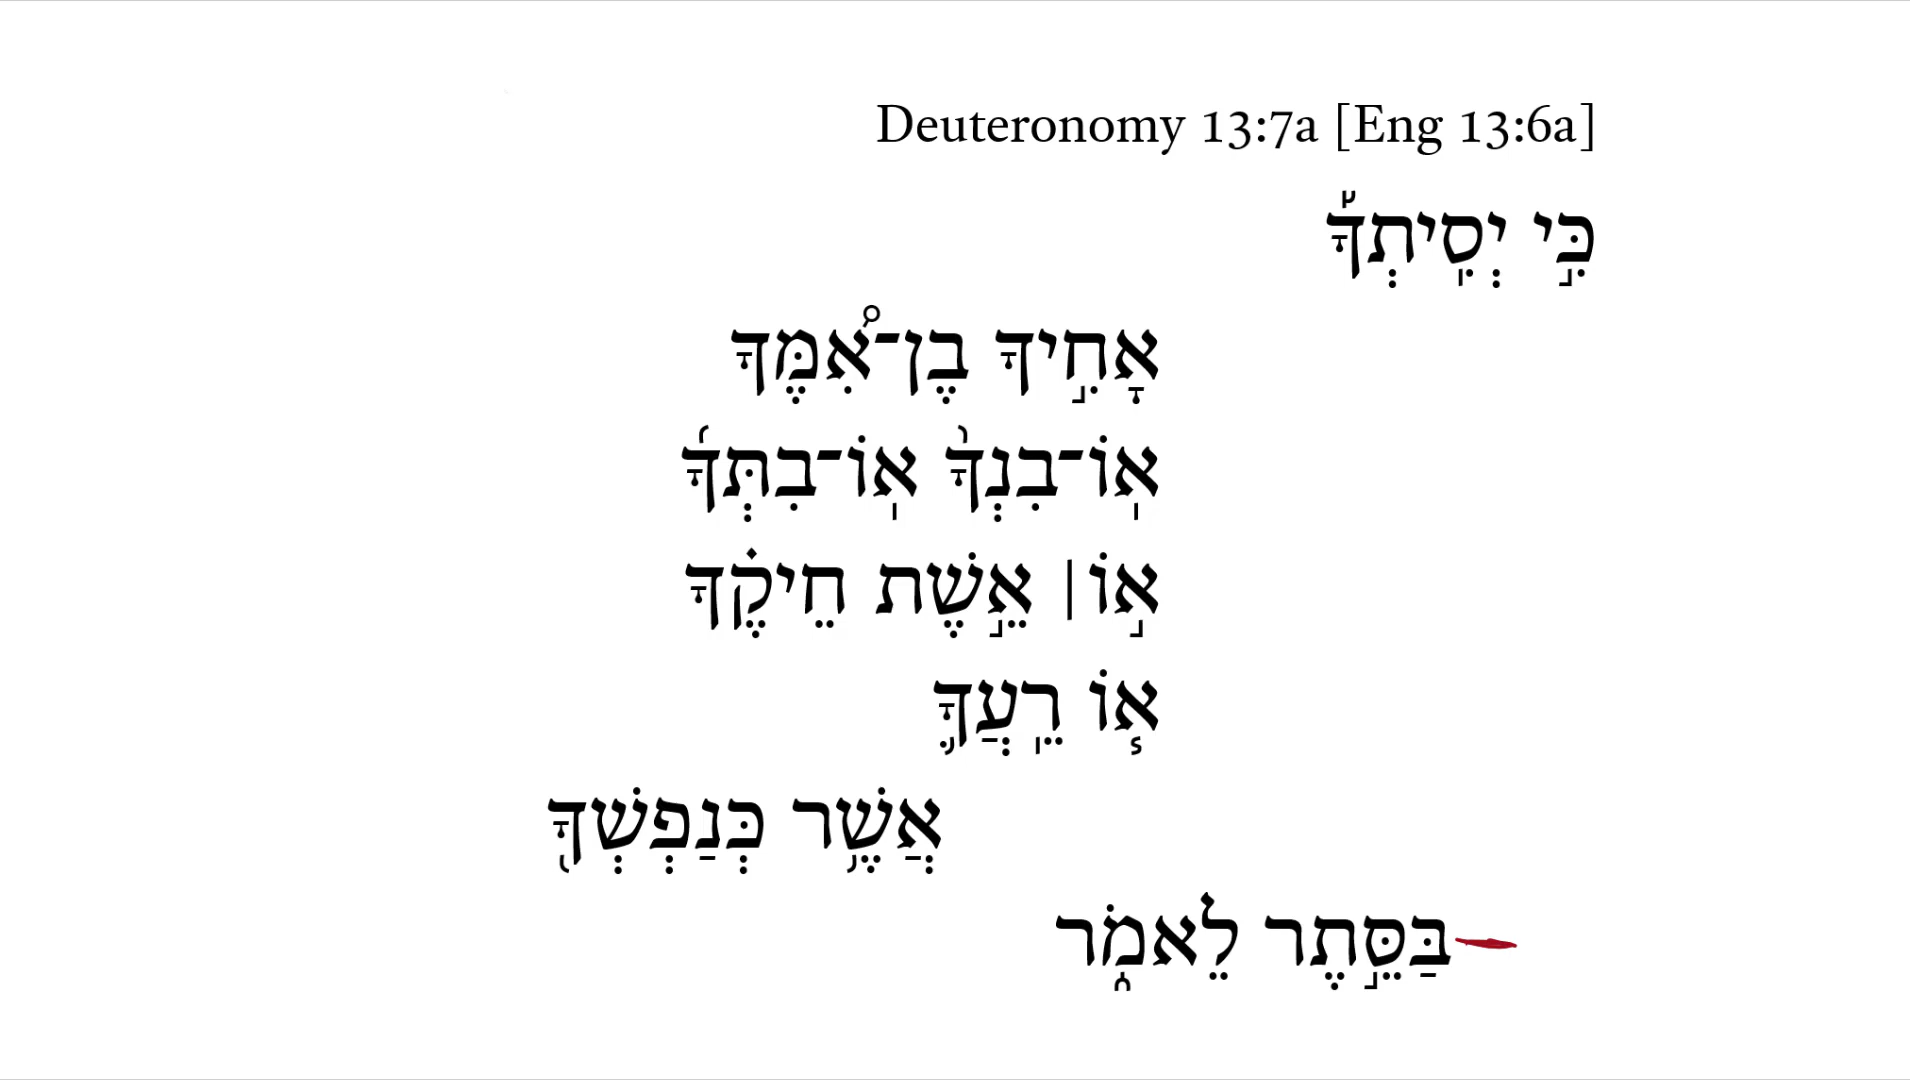 Deuteronomy 13:7a [Eng 13:6a]
כִּ֣י יְסִֽיתְךָ֡
אָחִ֣יךָ בֶן־אִ֠מֶּךָ
אֽוֹ־בִנְךָ֨ אֽוֹ־בִתְּךָ֜
א֣וֹ׀ אֵ֣שֶׁת חֵיקֶ֗ךָ
א֧וֹ רֵֽעֲךָ֛
אֲשֶׁ֥ר כְּנַפְשְׁךָ֖
בַּסֵּ֣תֶר לֵאמֹ֑ר